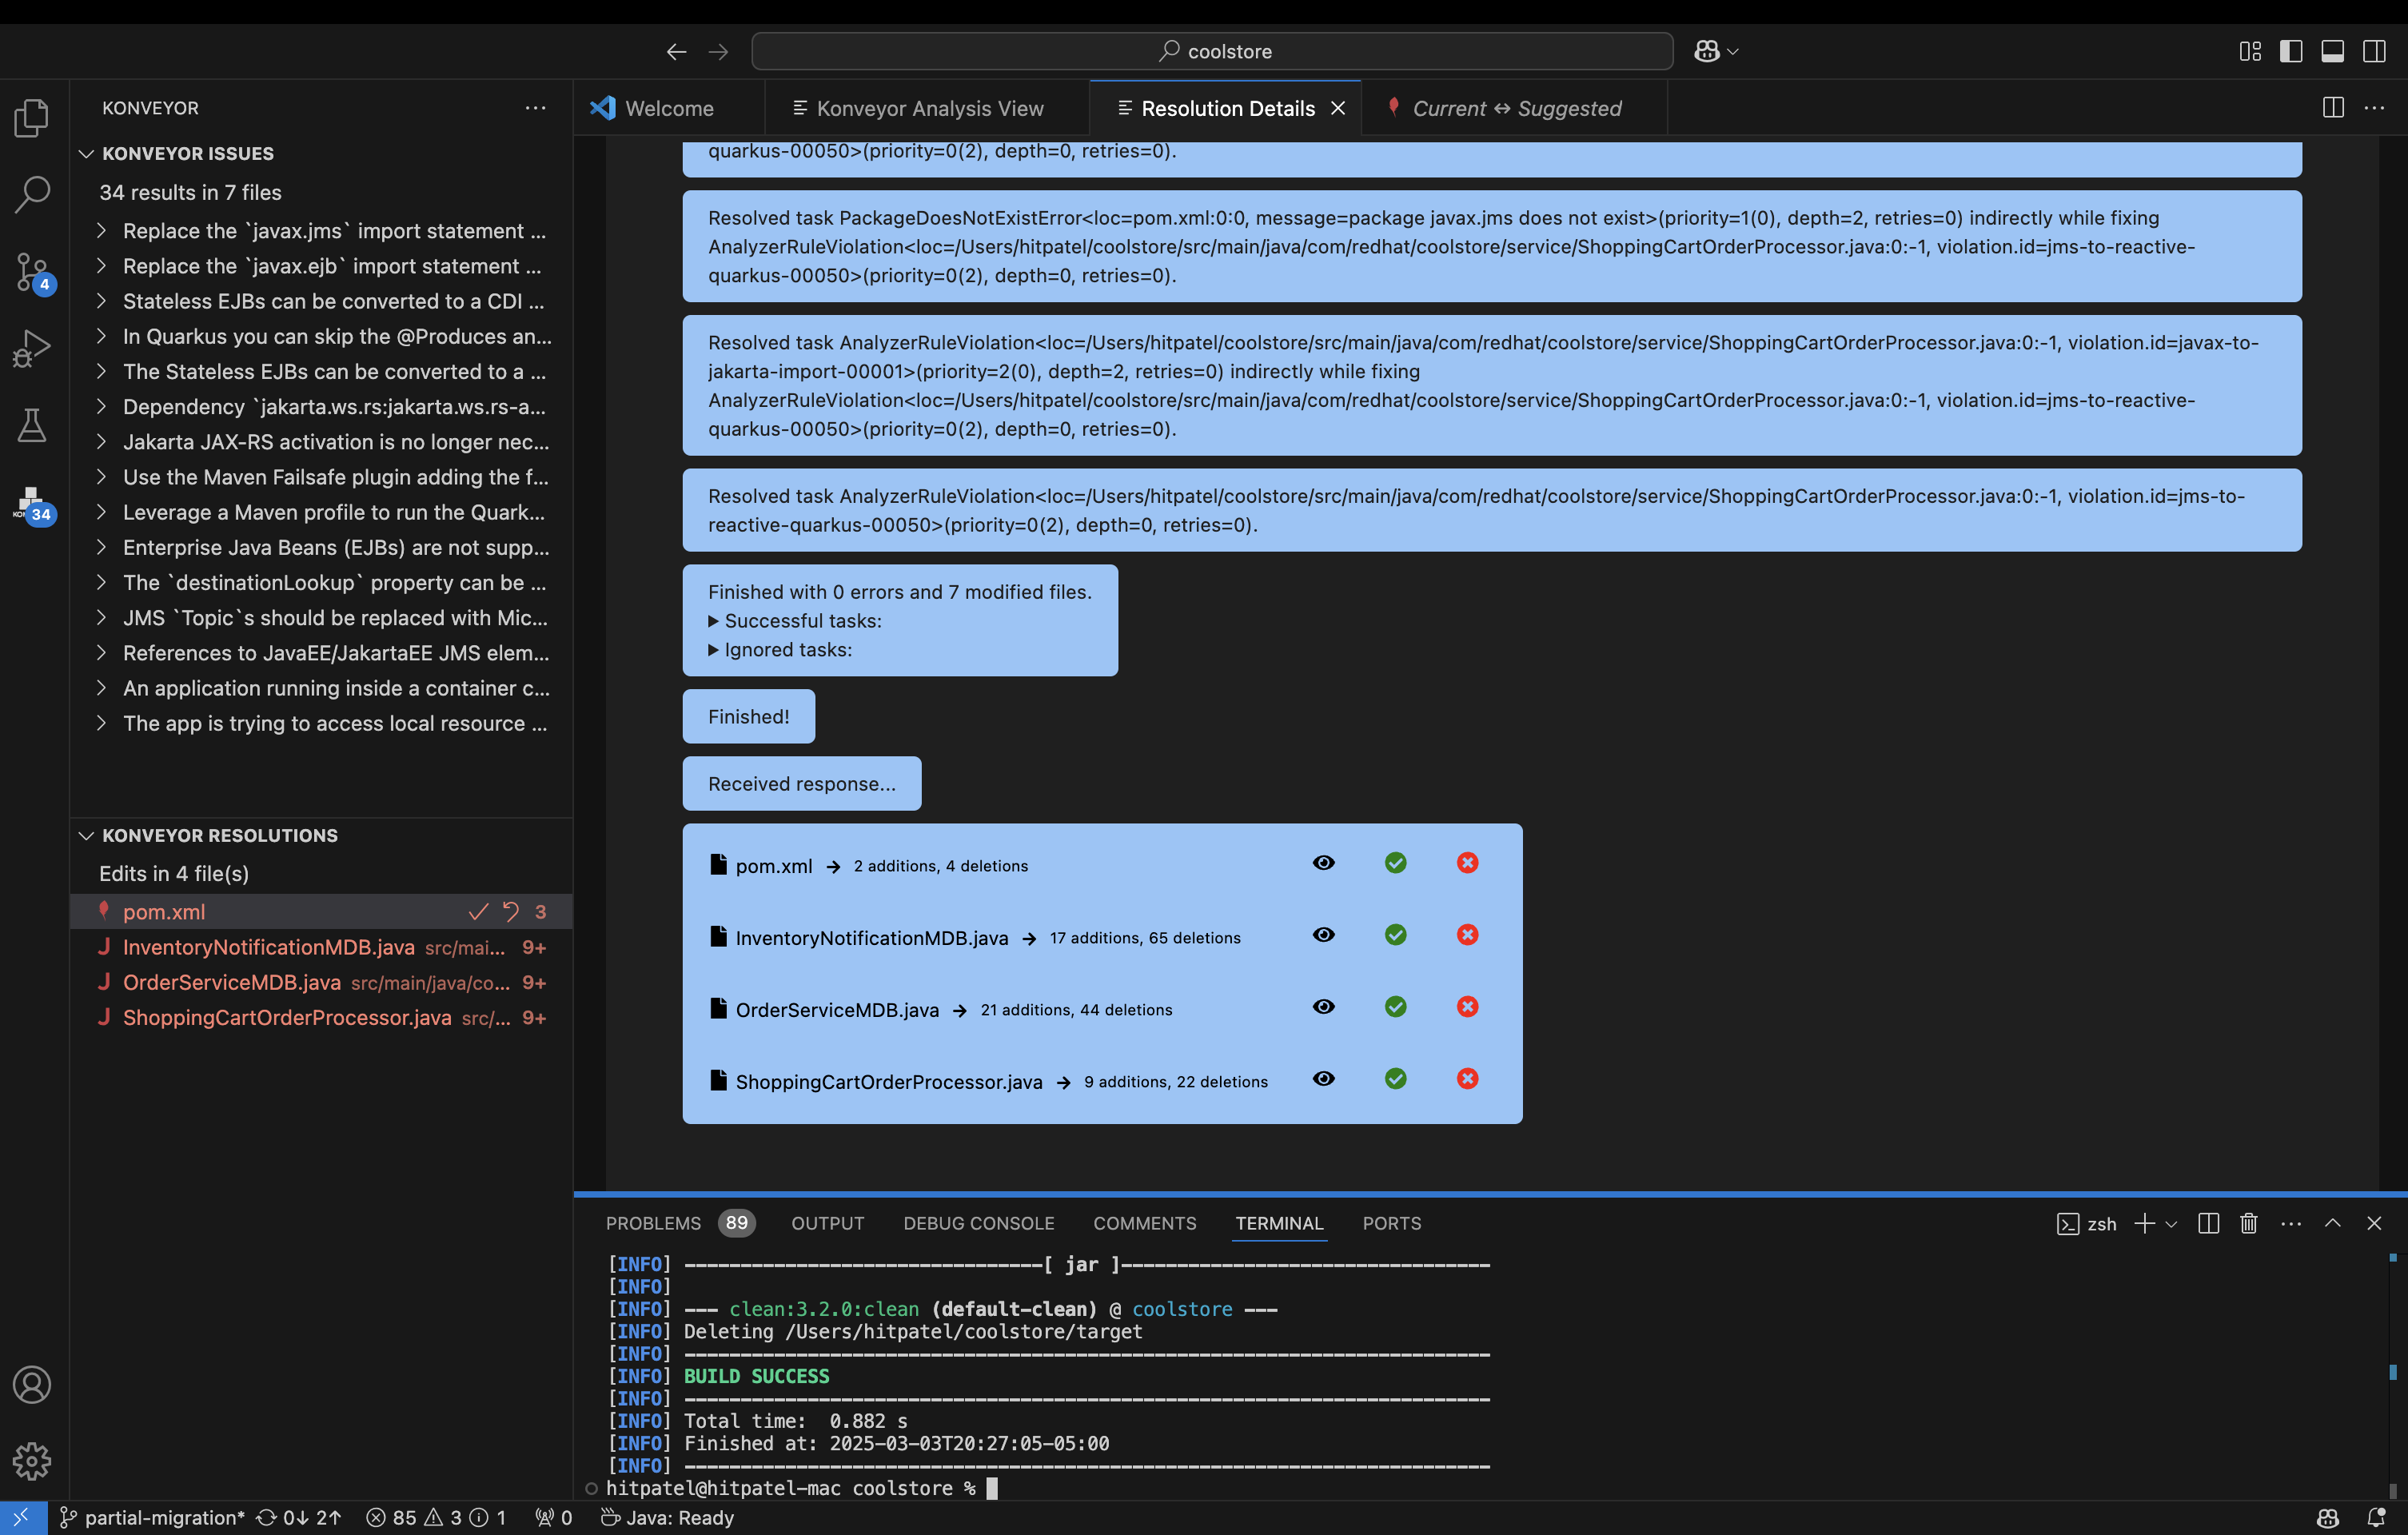 coolstore
KONVEYOR
Welcome
Konveyor Analysis View
Resolution Details
Current ↔ Suggested
KONVEYOR ISSUES
34 results in 7 files
Replace the `javax.jms` import statement ...
Replace the `javax.ejb` import statement ...
Stateless EJBs can be converted to a CDI ...
In Quarkus you can skip the @Produces an...
The Stateless EJBs can be converted to a ...
Dependency `jakarta.ws.rs:jakarta.ws.rs-a...
Jakarta JAX-RS activation is no longer nec...
Use the Maven Failsafe plugin adding the f...
Leverage a Maven profile to run the Quark...
Enterprise Java Beans (EJBs) are not supp...
The `destinationLookup` property can be ...
JMS `Topic`s should be replaced with Mic...
References to JavaEE/JakartaEE JMS elem...
An application running inside a container c...
The app is trying to access local resource ...
4
34
KONVEYOR RESOLUTIONS
Edits in 4 file(s)
pom.xml 3
InventoryNotificationMDB.java src/mai... 9+
OrderServiceMDB.java src/main/java/co... 9+
ShoppingCartOrderProcessor.java src/... 9+
quarkus-00050>(priority=0(2), depth=0, retries=0).
Resolved task PackageDoesNotExistError<loc=pom.xml:0:0, message=package javax.jms does not exist>(priority=1(0), depth=2, retries=0) indirectly while fixing
AnalyzerRuleViolation<loc=/Users/hitpatel/coolstore/src/main/java/com/redhat/coolstore/service/ShoppingCartOrderProcessor.java:0:-1, violation.id=jms-to-reactive-
quarkus-00050>(priority=0(2), depth=0, retries=0).
Resolved task AnalyzerRuleViolation<loc=/Users/hitpatel/coolstore/src/main/java/com/redhat/coolstore/service/ShoppingCartOrderProcessor.java:0:-1, violation.id=javax-to-
jakarta-import-00001>(priority=2(0), depth=2, retries=0) indirectly while fixing
AnalyzerRuleViolation<loc=/Users/hitpatel/coolstore/src/main/java/com/redhat/coolstore/service/ShoppingCartOrderProcessor.java:0:-1, violation.id=jms-to-reactive-
quarkus-00050>(priority=0(2), depth=0, retries=0).
Resolved task AnalyzerRuleViolation<loc=/Users/hitpatel/coolstore/src/main/java/com/redhat/coolstore/service/ShoppingCartOrderProcessor.java:0:-1, violation.id=jms-to-
reactive-quarkus-00050>(priority=0(2), depth=0, retries=0).
Finished with 0 errors and 7 modified files.
Successful tasks:
Ignored tasks:
Finished!
Received response...
pom.xml → 2 additions, 4 deletions
InventoryNotificationMDB.java → 17 additions, 65 deletions
OrderServiceMDB.java → 21 additions, 44 deletions
ShoppingCartOrderProcessor.java → 9 additions, 22 deletions
PROBLEMS 89 OUTPUT DEBUG CONSOLE COMMENTS TERMINAL PORTS
zsh
[INFO] --------------------------------[ jar ]---------------------------------
[INFO]
[INFO] --- clean:3.2.0:clean (default-clean) @ coolstore ---
[INFO] Deleting /Users/hitpatel/coolstore/target
[INFO] ------------------------------------------------------------------------
[INFO] BUILD SUCCESS
[INFO] ------------------------------------------------------------------------
[INFO] Total time:  0.882 s
[INFO] Finished at: 2025-03-03T20:27:05-05:00
[INFO] ------------------------------------------------------------------------
hitpatel@hitpatel-mac coolstore %
partial-migration* 0↓ 2↑ 85 3 1 0 Java: Ready